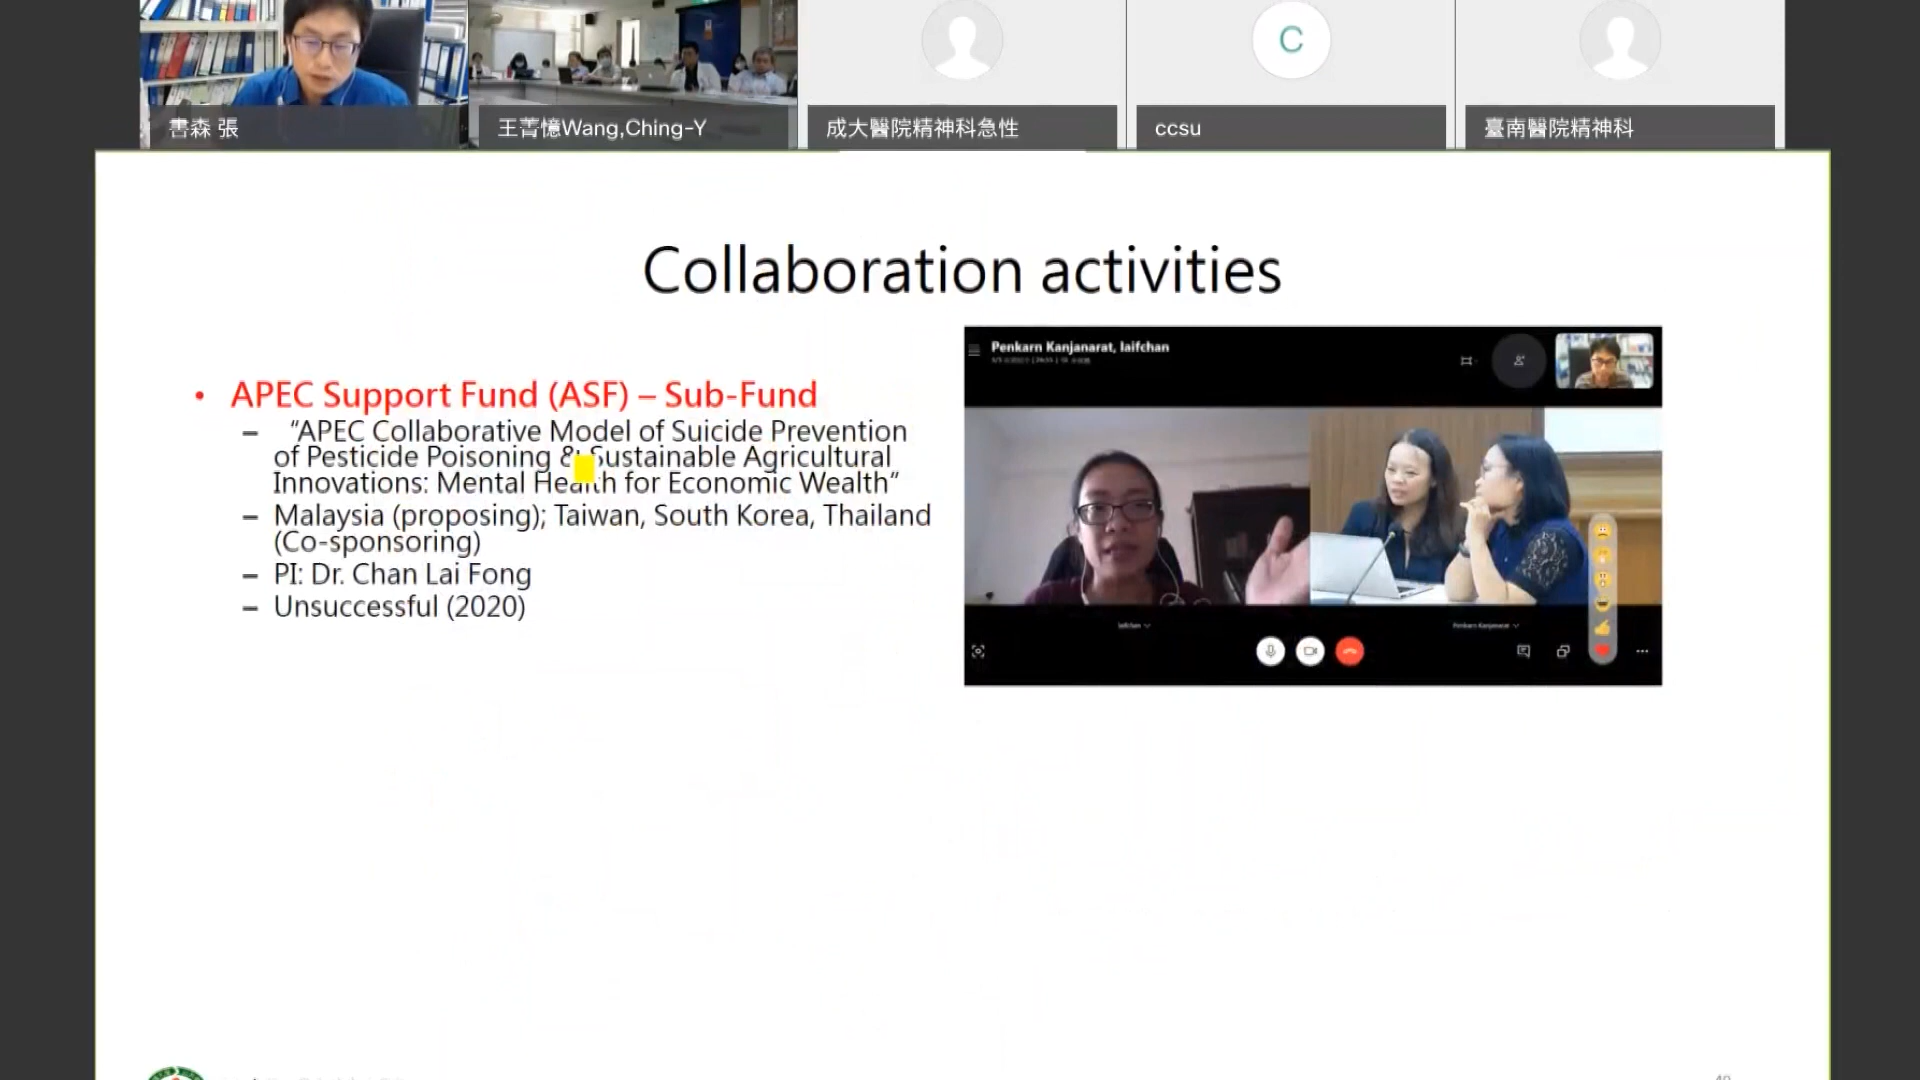 書森 張
王菁憶Wang,Ching-Y
成大醫院精神科急性
ccsu
臺南醫院精神科
C
Collaboration activities
• APEC Support Fund (ASF) – Sub-Fund
– “APEC Collaborative Model of Suicide Prevention
of Pesticide Poisoning & Sustainable Agricultural
Innovations: Mental Health for Economic Wealth”
– Malaysia (proposing); Taiwan, South Korea, Thailand
(Co-sponsoring)
– PI: Dr. Chan Lai Fong
– Unsuccessful (2020)
Penkarn Kanjanarat, laifchan
laifchan
Penkarn Kanjanarat